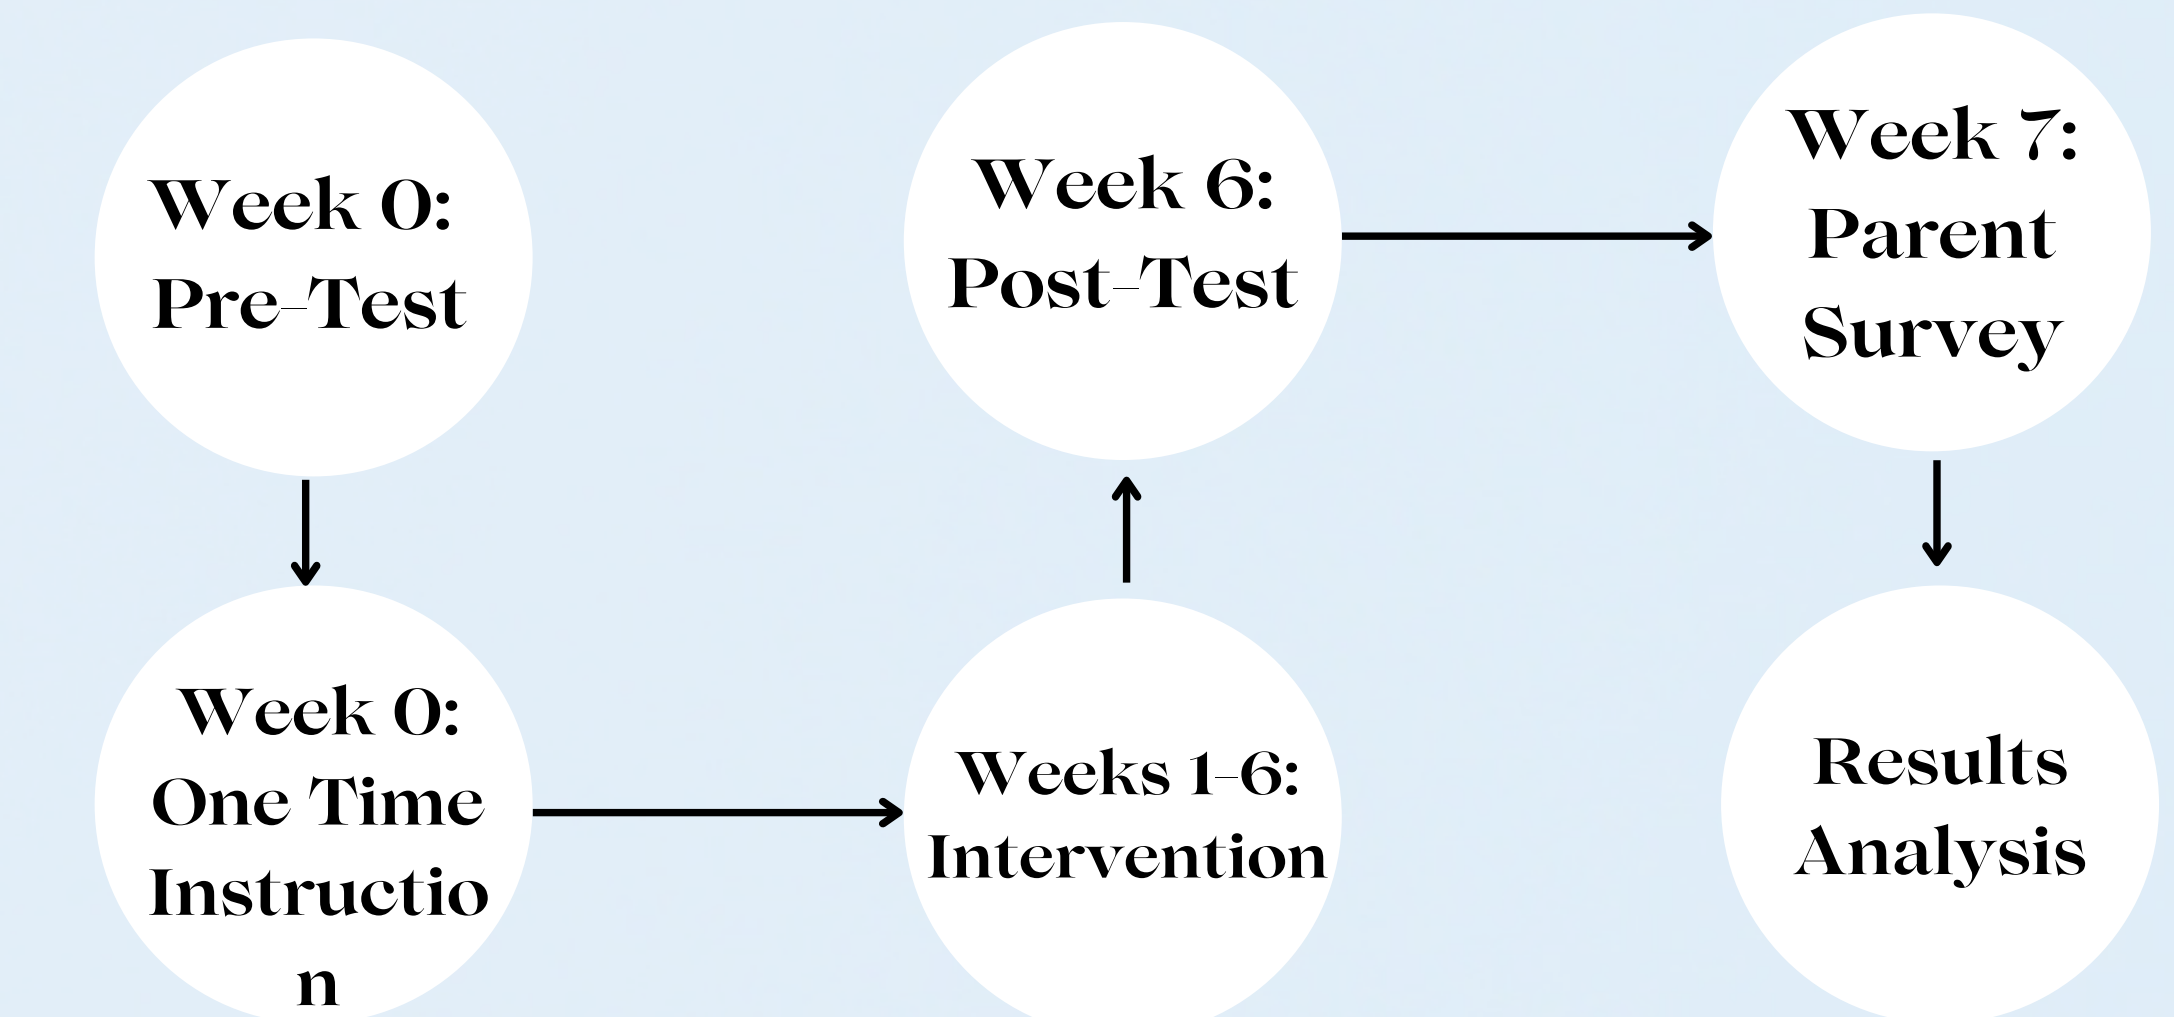 Week 0:
Pre-Test
Week 0:
One Time
Instructio
n
Weeks 1-6:
Intervention
Week 6:
Post-Test
Week 7:
Parent
Survey
Results
Analysis